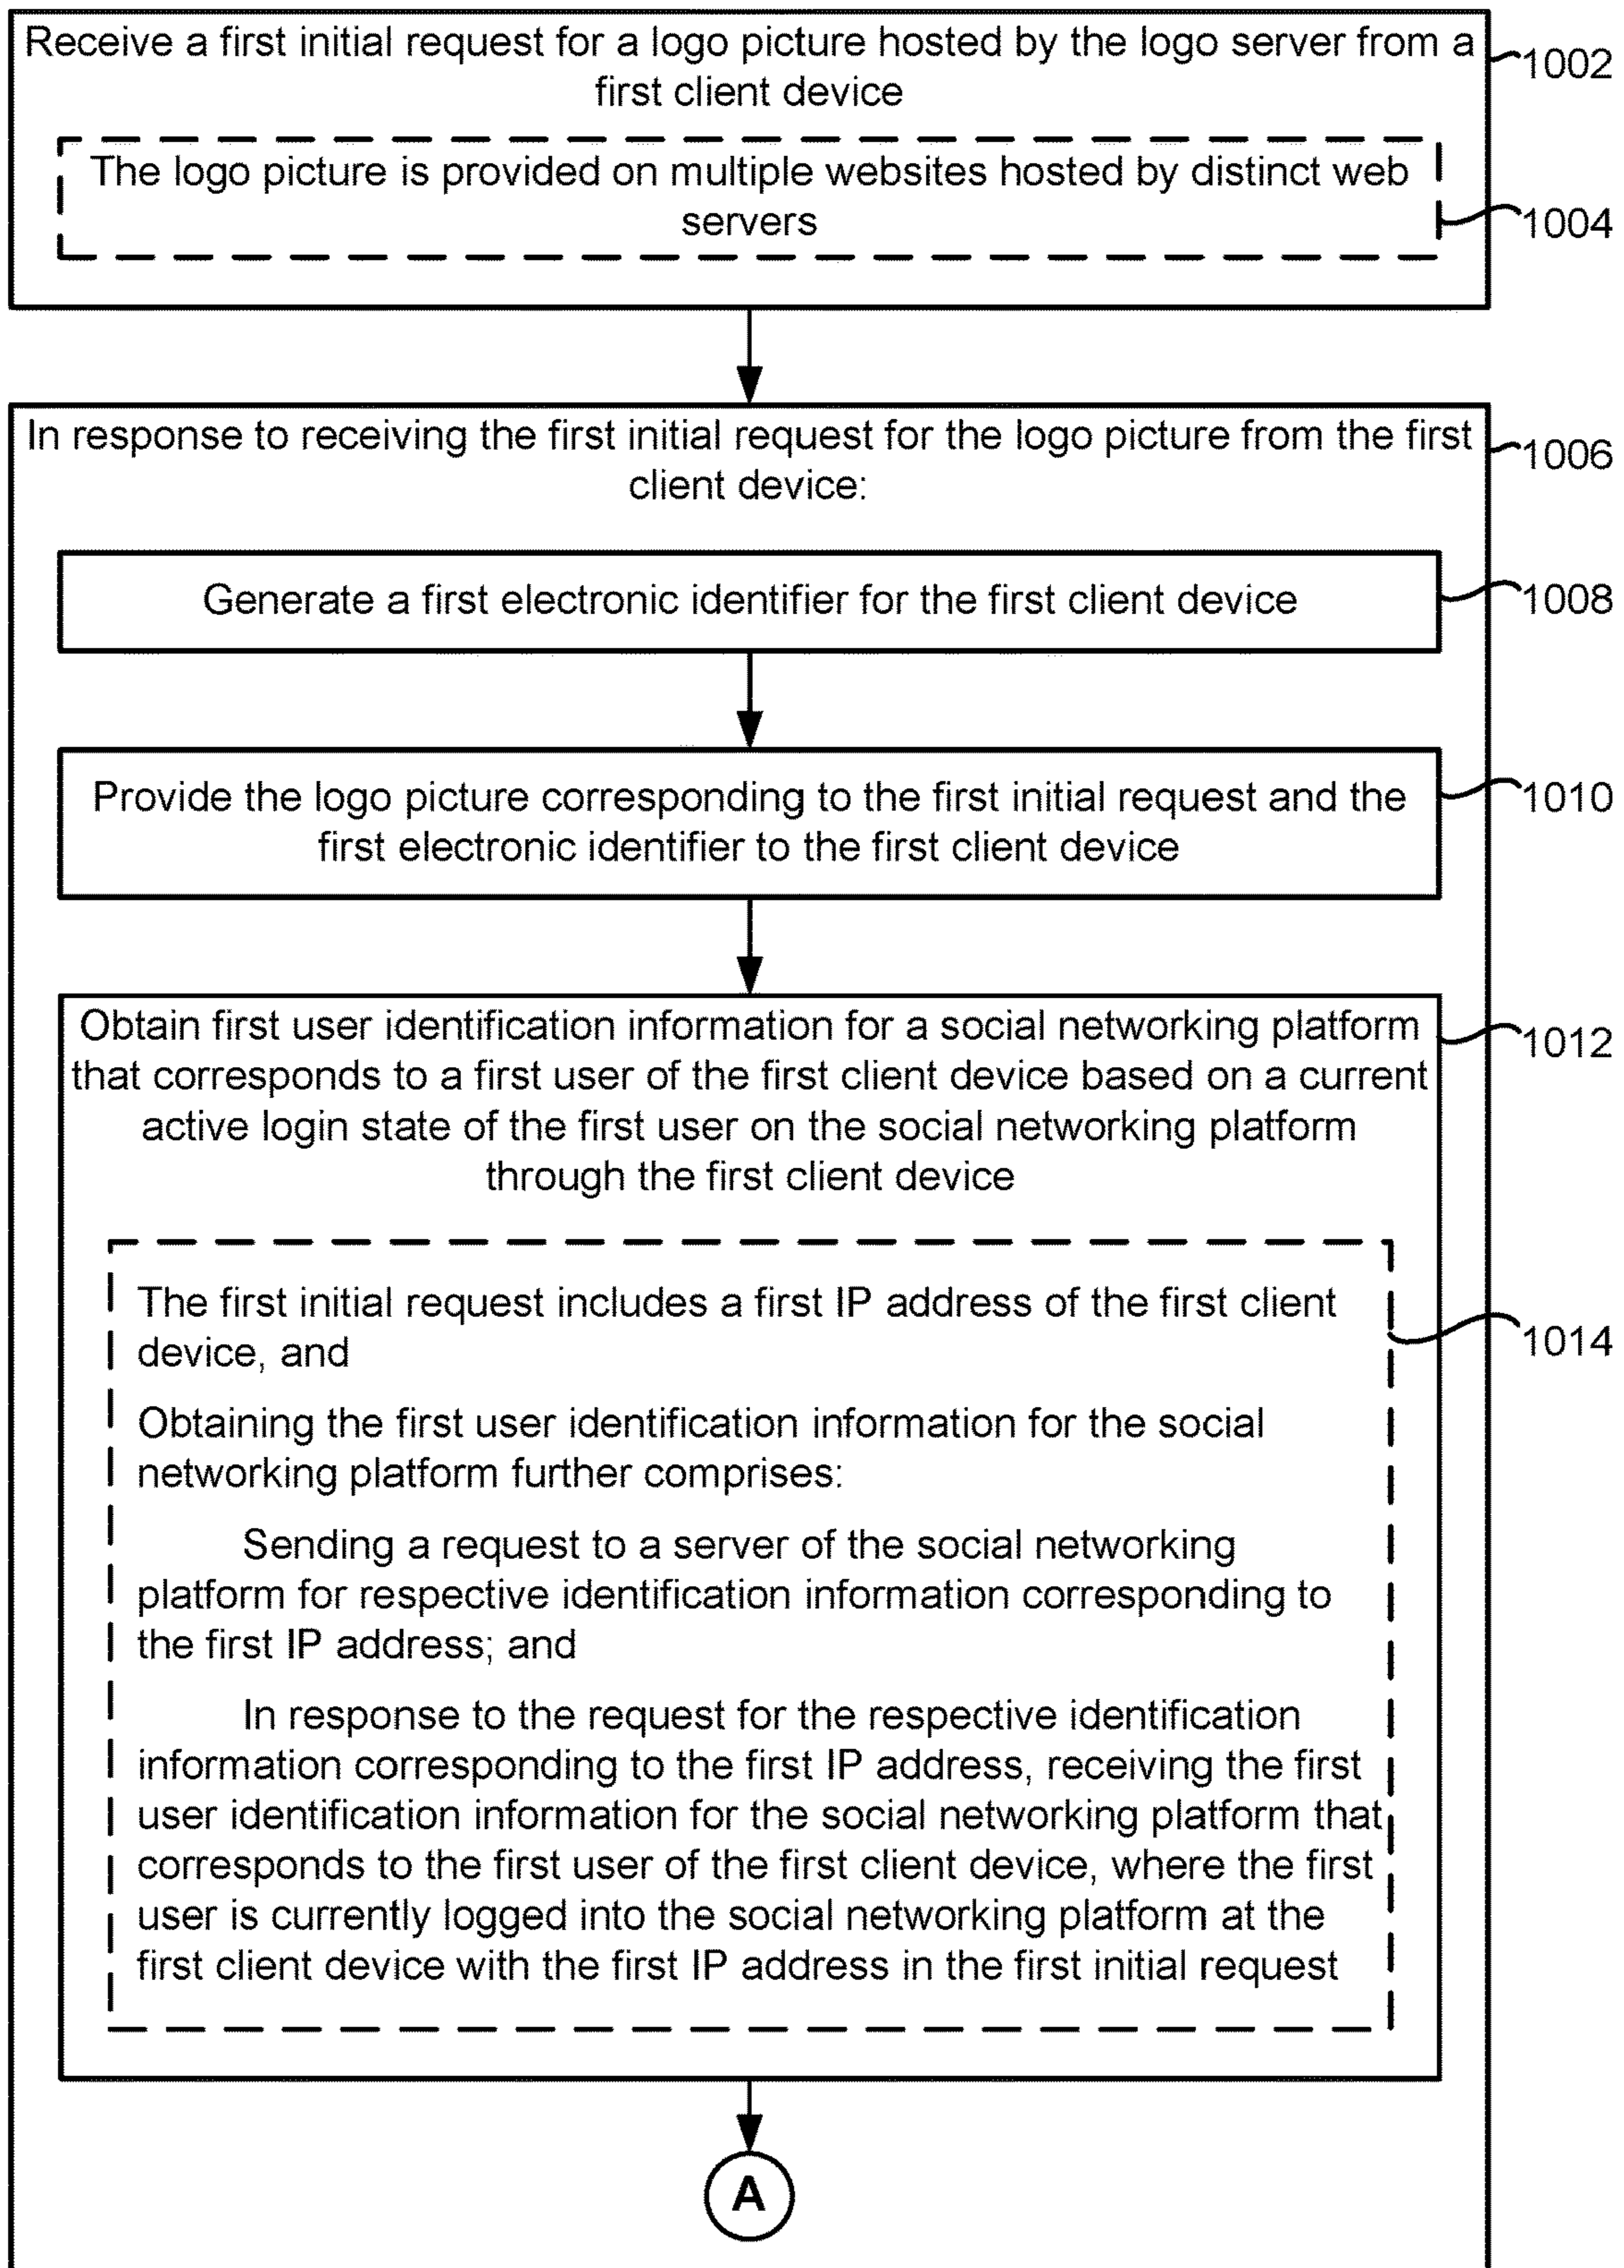 Receive a first initial request for a logo picture hosted by the logo server from a
first client device
1002
The logo picture is provided on multiple websites hosted by distinct web
servers
1004
In response to receiving the first initial request for the logo picture from the first
client device:
1006
Generate a first electronic identifier for the first client device
1008
Provide the logo picture corresponding to the first initial request and the
first electronic identifier to the first client device
1010
Obtain first user identification information for a social networking platform
that corresponds to a first user of the first client device based on a current
active login state of the first user on the social networking platform
through the first client device
1012
The first initial request includes a first IP address of the first client
device, and
1014
Obtaining the first user identification information for the social
networking platform further comprises:
Sending a request to a server of the social networking
platform for respective identification information corresponding to
the first IP address; and
In response to the request for the respective identification
information corresponding to the first IP address, receiving the first
user identification information for the social networking platform that
corresponds to the first user of the first client device, where the first
user is currently logged into the social networking platform at the
first client device with the first IP address in the first initial request
A